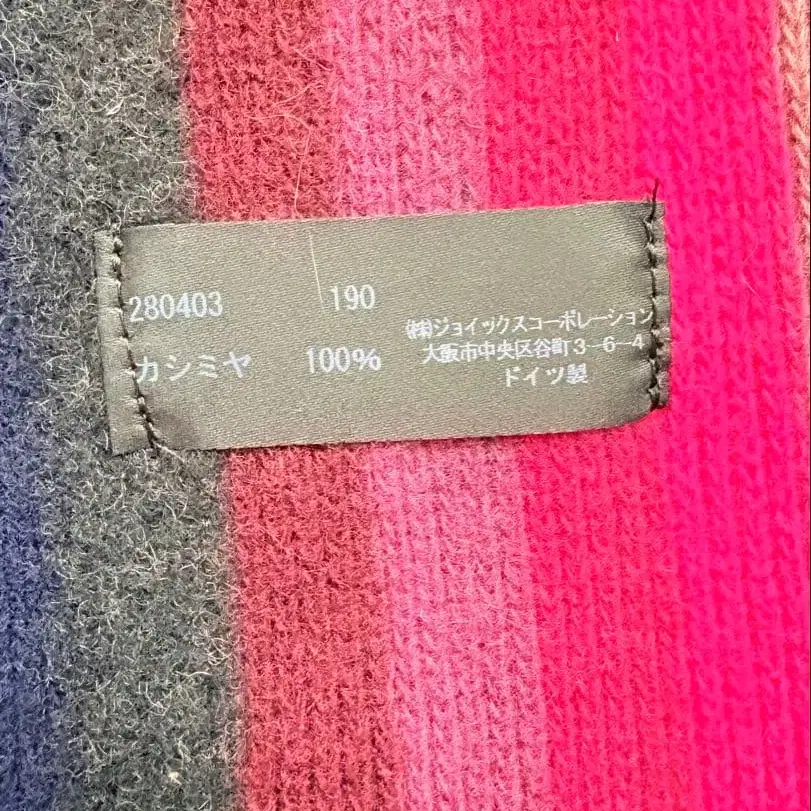 280403 190
カシミヤ 100%
㈱ジョイックスコーポレーション
大阪市中央区谷町3-6-4
ドイツ製